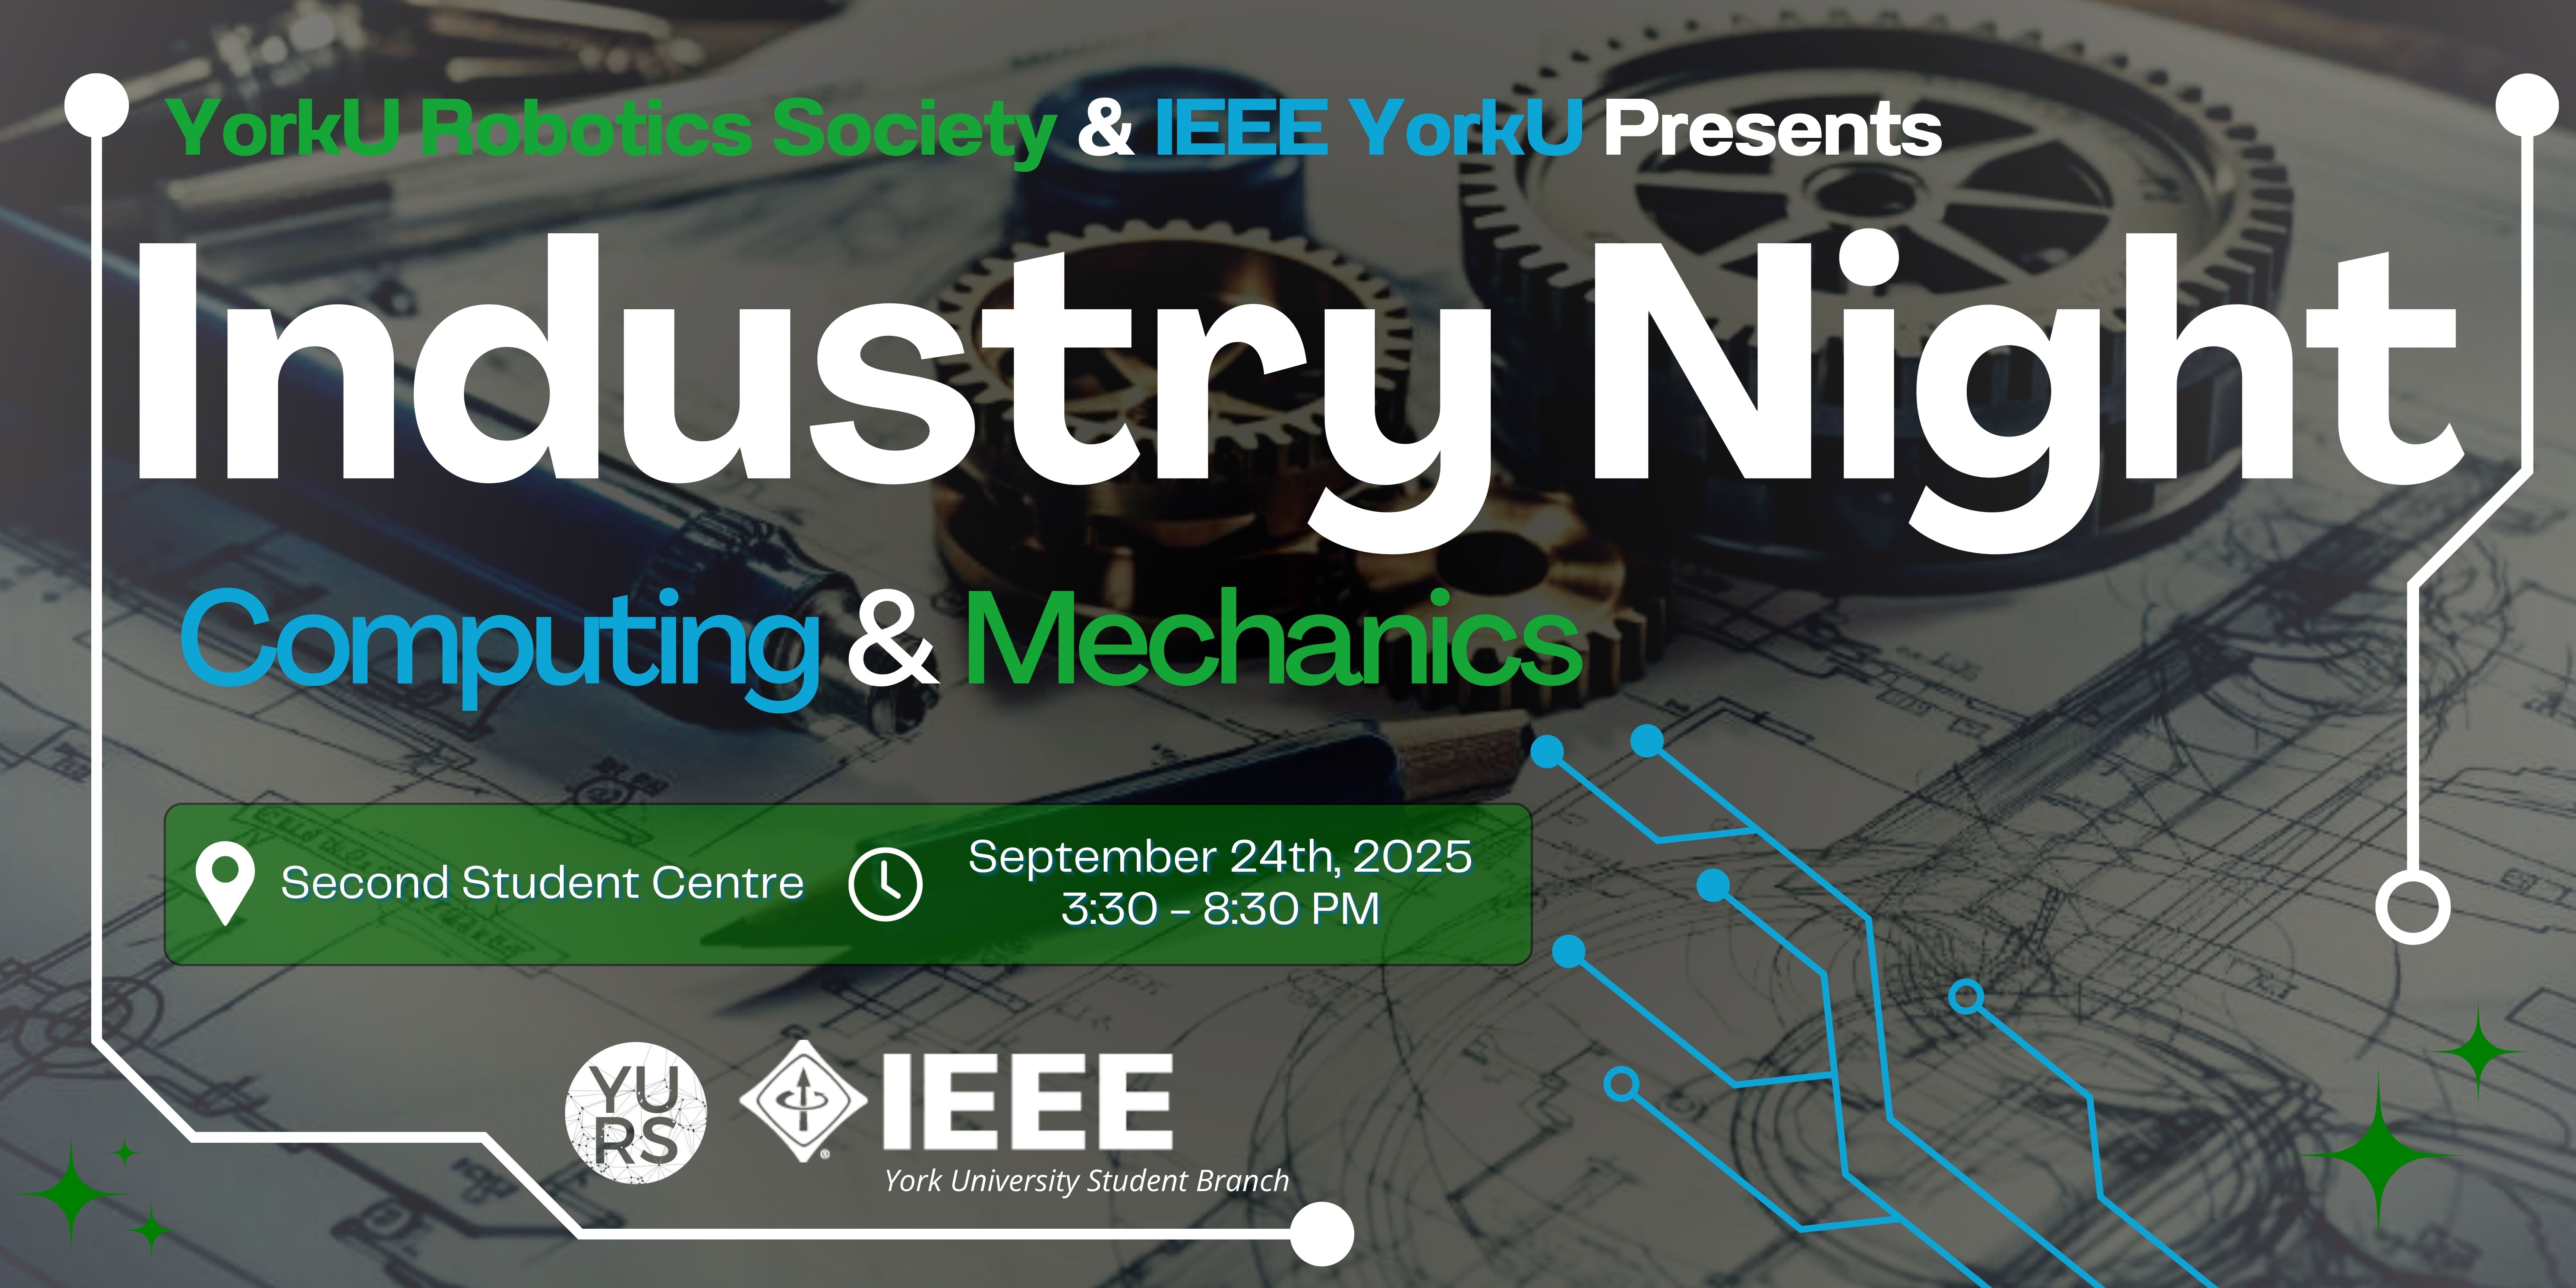 YorkU Robotics Society & IEEE YorkU Presents
Industry Night
Computing & Mechanics
Second Student Centre
September 24th, 2025
3:30 – 8:30 PM
YU
RS
IEEE
York University Student Branch